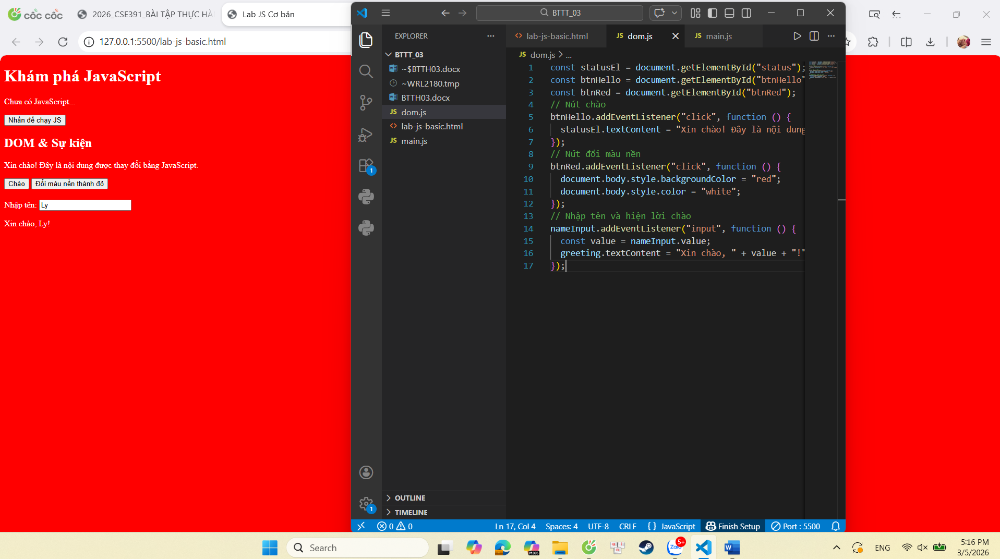 cốc cốc
2026_CSE391_BÀI TẬP THỰC HÀ
Lab JS Cơ bản
127.0.0.1:5500/lab-js-basic.html
Khám phá JavaScript
Chưa có JavaScript...
Nhấn để chạy JS
DOM & Sự kiện
Xin chào! Đây là nội dung được thay đổi bằng JavaScript.
Chào
Đổi màu nền thành đỏ
Nhập tên: Ly
Xin chào, Ly!
BTTT_03
EXPLORER
BTTT_03
~$BTTH03.docx
~WRL2180.tmp
BTTH03.docx
JS dom.js
lab-js-basic.html
JS main.js
OUTLINE
TIMELINE
lab-js-basic.html
JS dom.js
JS main.js
JS dom.js > ...
1 const statusEl = document.getElementById("status");
2 const btnHello = document.getElementById("btnHello"
3 const btnRed = document.getElementById("btnRed");
4 // Nút chào
5 btnHello.addEventListener("click", function () {
6 statusEl.textContent = "Xin chào! Đây là nội dung
7 });
8 // Nút đổi màu nền
9 btnRed.addEventListener("click", function () {
10 document.body.style.backgroundColor = "red";
11 document.body.style.color = "white";
12 });
13 // Nhập tên và hiện lời chào
14 nameInput.addEventListener("input", function () {
15 const value = nameInput.value;
16 greeting.textContent = "Xin chào, " + value + "!"
17 });
1
1
0 0
Ln 17, Col 4
Spaces: 4
UTF-8
CRLF
{ } JavaScript
Finish Setup
Port : 5500
Search
M365
Zalo
5+
W
ENG
5:16 PM
3/5/2026